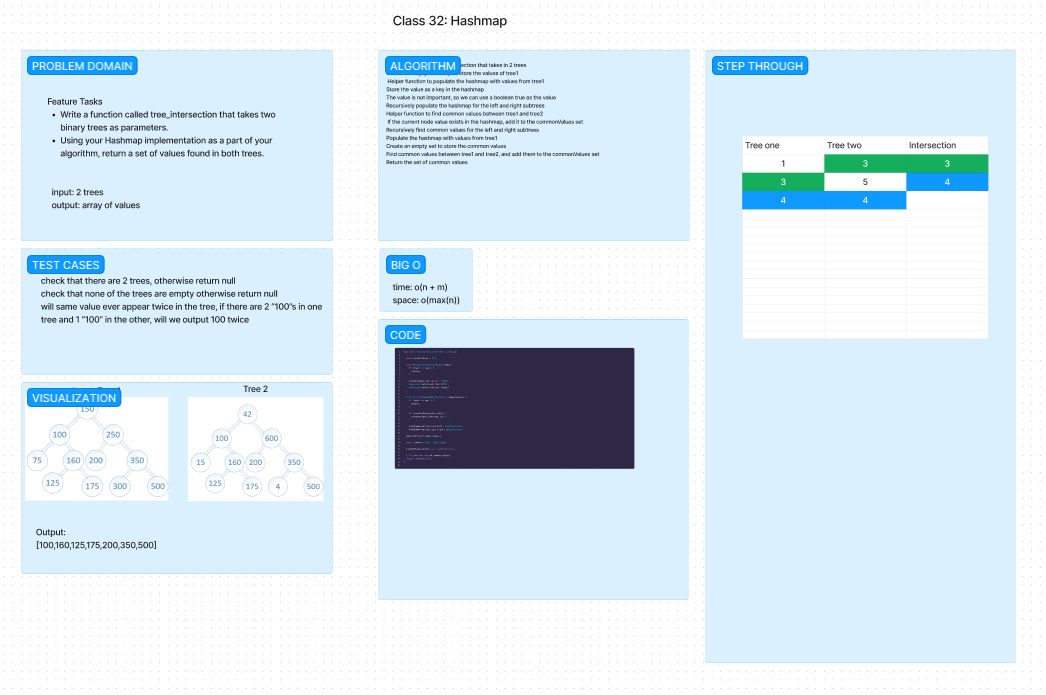 Class 32: Hashmap
PROBLEM DOMAIN
Feature Tasks
Write a function called tree_intersection that takes two
binary trees as parameters.
Using your Hashmap implementation as a part of your
algorithm, return a set of values found in both trees.
input: 2 trees
output: array of values
TEST CASES
check that there are 2 trees, otherwise return null
check that none of the trees are empty otherwise return null
will same value ever appear twice in the tree, if there are 2 "100"s in one
tree and 1 "100" in the other, will we output 100 twice
VISUALIZATION
Tree 2
150
100 250
75 160 200 350
125 175 300 500
42
100 600
15 160 200 350
125 175 4 500
Output:
[100,160,125,175,200,350,500]
ALGORITHM
section that takes in 2 trees
store the values of tree1
Helper function to populate the hashmap with values from tree1
Store the value as a key in the hashmap
The value is not important, so we can use a boolean true as the value
Recursively populate the hashmap for the left and right subtrees
Helper function to find common values between tree1 and tree2
If the current node value exists in the hashmap, add it to the commonValues set
Recursively find common values for the left and right subtrees
Populate the hashmap with values from tree1
Create an empty set to store the common values
Find common values between tree1 and tree2, and add them to the commonValues set
Return the set of common values
BIG O
time: o(n + m)
space: o(max(n))
CODE
STEP THROUGH
Tree one Tree two Intersection
1 3 3
3 5 4
4 4